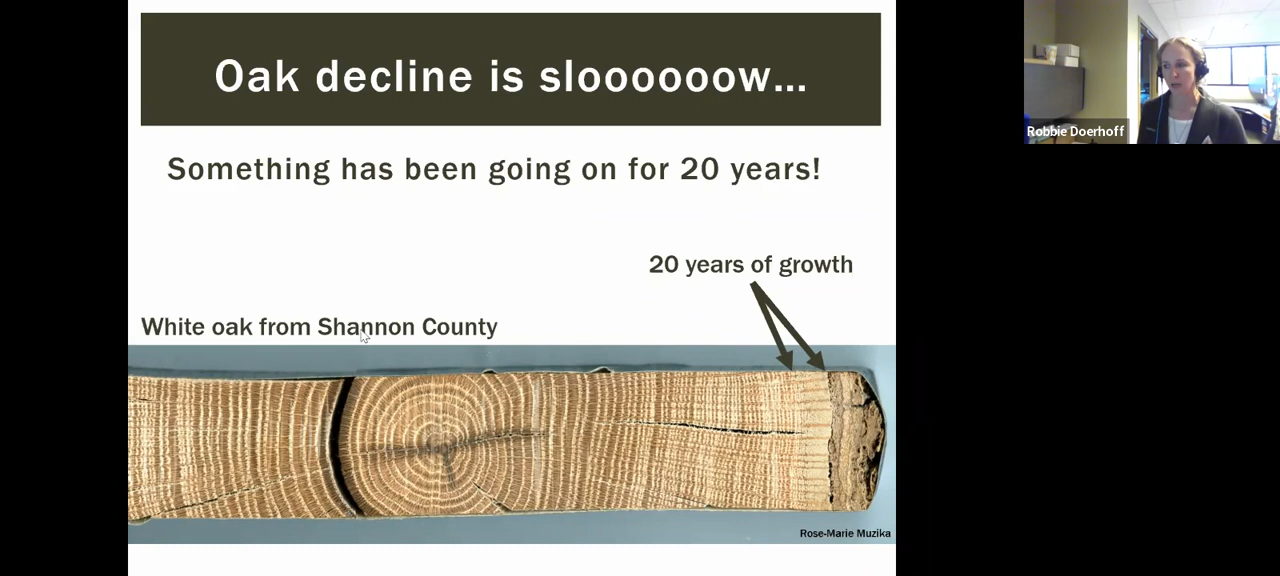 Oak decline is sloooooow...
Something has been going on for 20 years!
20 years of growth
White oak from Shannon County
Rose-Marie Muzika
Robbie Doerhoff